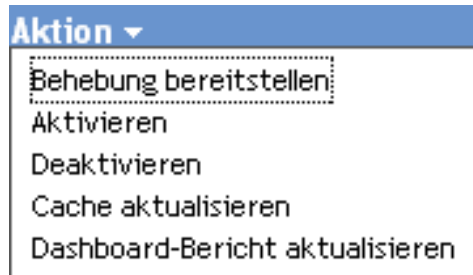 Aktion
Behebung bereitstellen
Aktivieren
Deaktivieren
Cache aktualisieren
Dashboard-Bericht aktualisieren